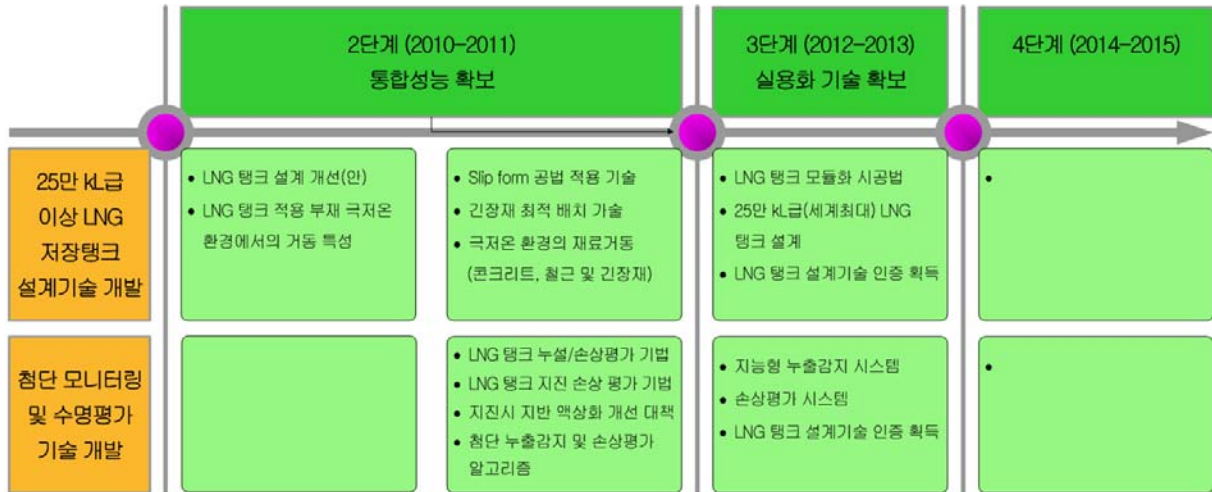 2단계 (2010-2011)
통합성능 확보
3단계 (2012-2013)
실용화 기술 확보
4단계 (2014-2015)
25만 kL급
이상 LNG
저장탱크
설계기술 개발
• LNG 탱크 설계 개선(안)
• LNG 탱크 적용 부재 극저온
환경에서의 거동 특성
• Slip form 공법 적용 기술
• 긴장재 최적 배치 가술
• 극저온 환경의 재료거동
(콘크리트, 철근 및 긴장재)
• LNG 탱크 모듈화 시공법
• 25만 kL급(세계최대) LNG
탱크 설계
• LNG 탱크 설계기술 인증 획득
•
첨단 모니터링
및 수명평가
기술 개발
• LNG 탱크 누설/손상평가 기법
• LNG 탱크 지진 손상 평가 기법
• 지진시 지반 액상화 개선 대책
• 첨단 누출감지 및 손상평가
알고리즘
• 지능형 누출감지 시스템
• 손상평가 시스템
• LNG 탱크 설계기술 인증 획득
•